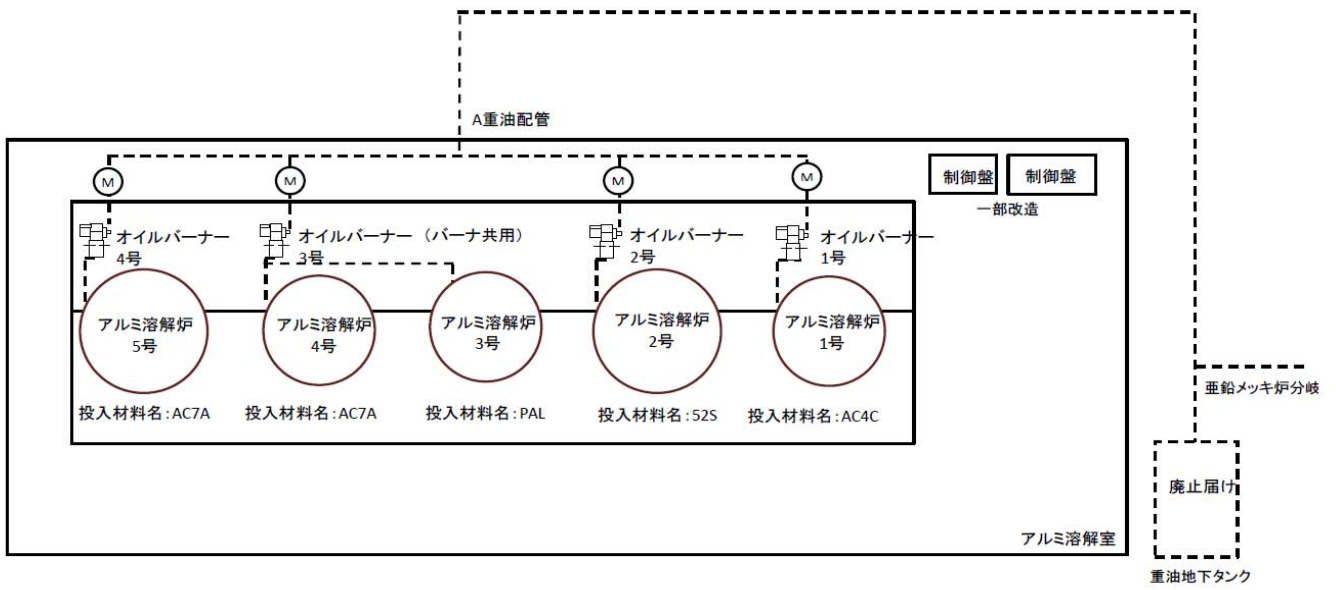 A重油配管
M
M
M
M
制御盤
制御盤
一部改造
オイルバーナー
4号
オイルバーナー（バーナ共用）
3号
オイルバーナー
2号
オイルバーナー
1号
アルミ溶解炉
5号
アルミ溶解炉
4号
アルミ溶解炉
3号
アルミ溶解炉
2号
アルミ溶解炉
1号
投入材料名：AC7A
投入材料名：AC7A
投入材料名：PAL
投入材料名：52S
投入材料名：AC4C
亜鉛メッキ炉分岐
廃止届け
アルミ溶解室
重油地下タンク